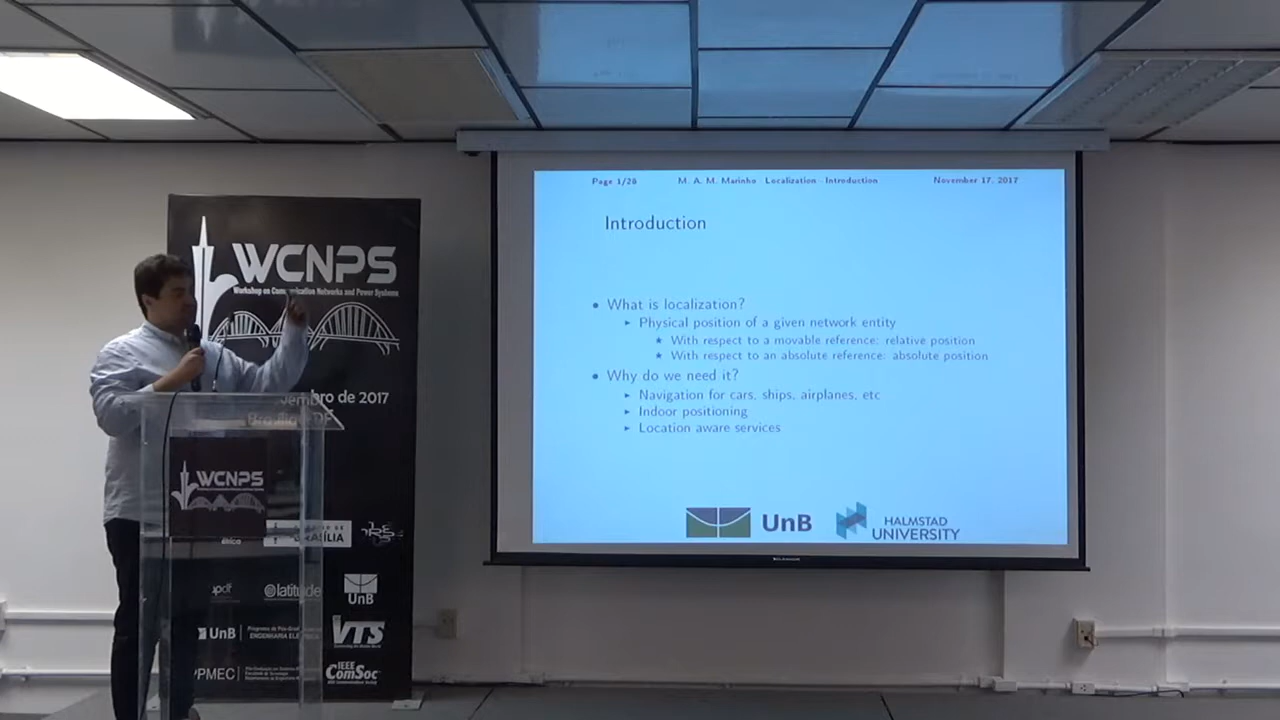 Page 1/28 M. A. M. Marinho Localization - Introduction November 17, 2017
Introduction
• What is localization?
► Physical position of a given network entity
★ With respect to a movable reference: relative position
★ With respect to an absolute reference: absolute position
• Why do we need it?
► Navigation for cars, ships, airplanes, etc
► Indoor positioning
► Location aware services
UnB
HALMSTAD
UNIVERSITY
WCNPS
Workshop on Communication Networks and Power Systems
bro de 2017
WCNPS
latitude
UnB
UnB
VTS
PPMEC
IEEE
ComSoc